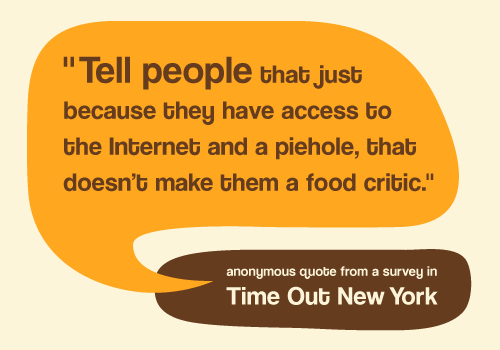 "Tell people that just
because they have access to
the Internet and a piehole, that
doesn't make them a food critic."
anonymous quote from a survey in
Time Out New York